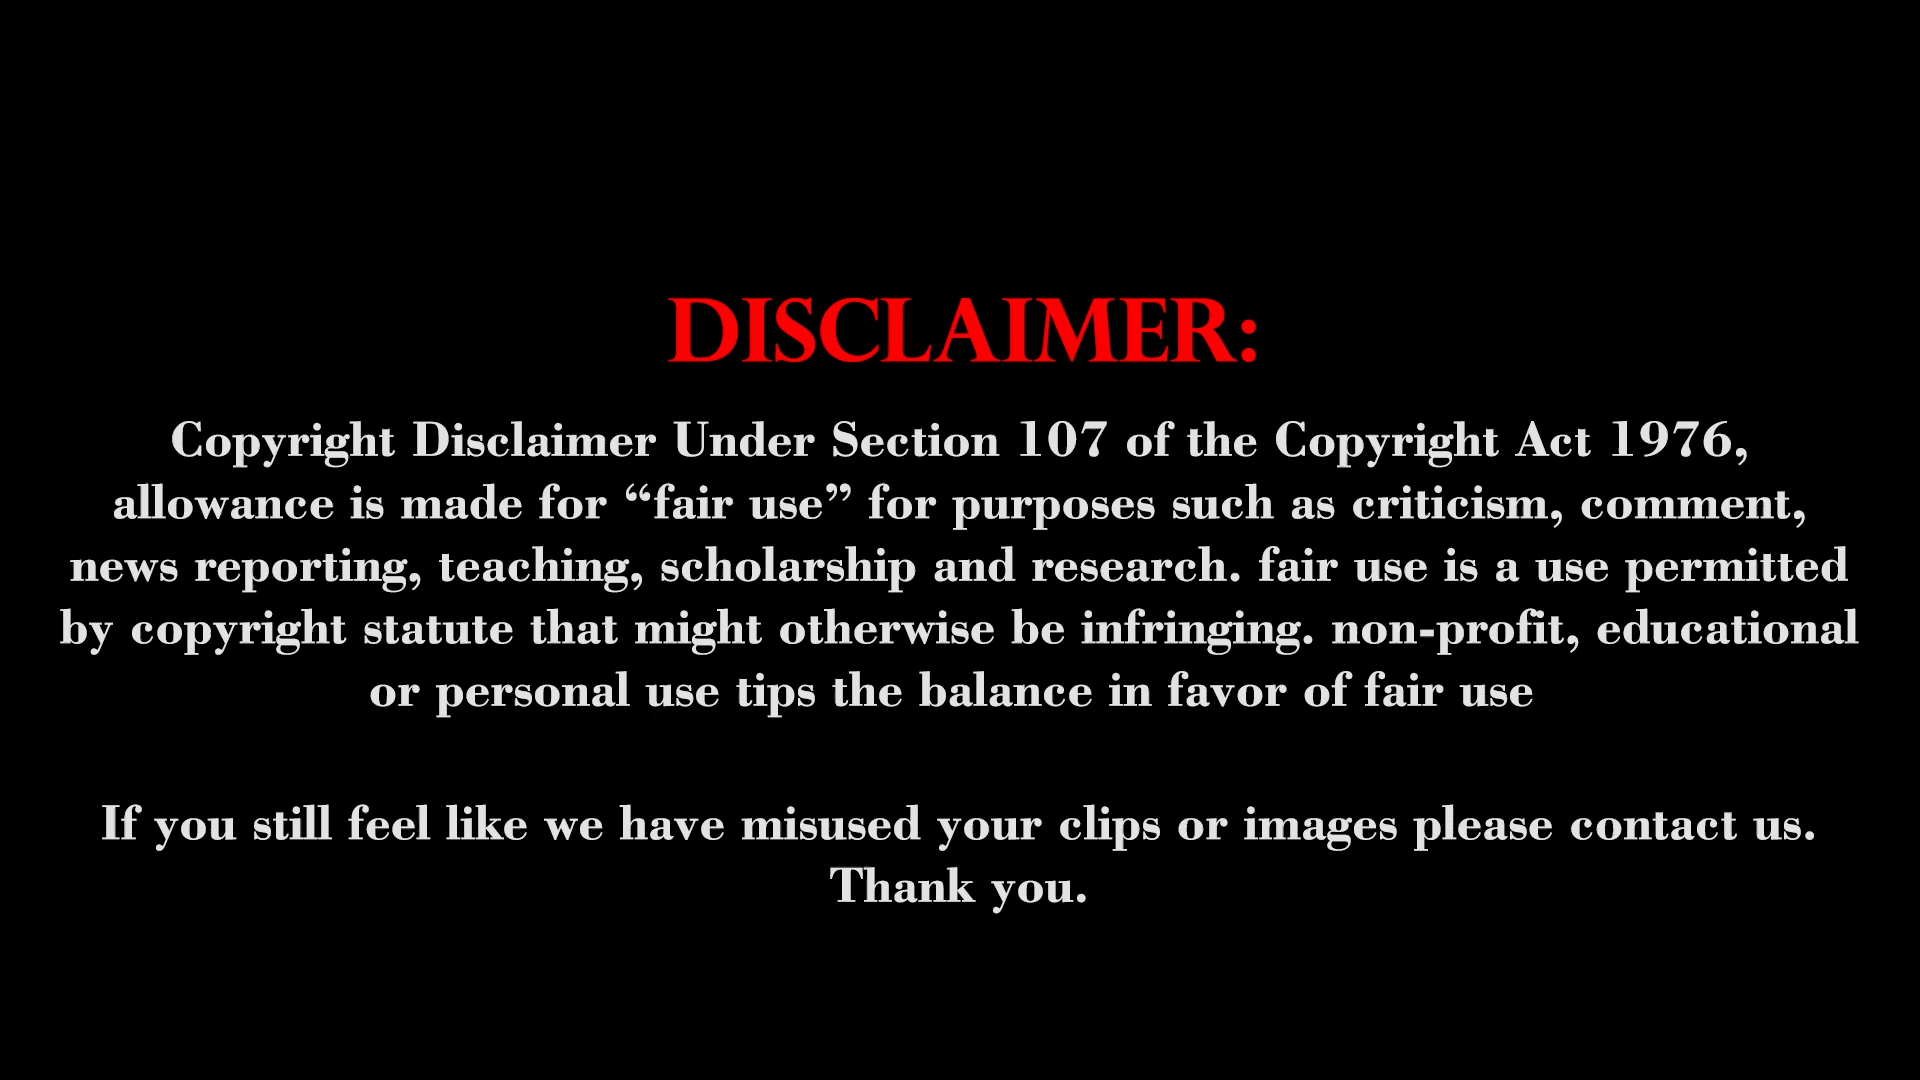 DISCLAIMER:
Copyright Disclaimer Under Section 107 of the Copyright Act 1976,
allowance is made for “fair use” for purposes such as criticism, comment,
news reporting, teaching, scholarship and research. fair use is a use permitted
by copyright statute that might otherwise be infringing. non-profit, educational
or personal use tips the balance in favor of fair use
If you still feel like we have misused your clips or images please contact us.
Thank you.